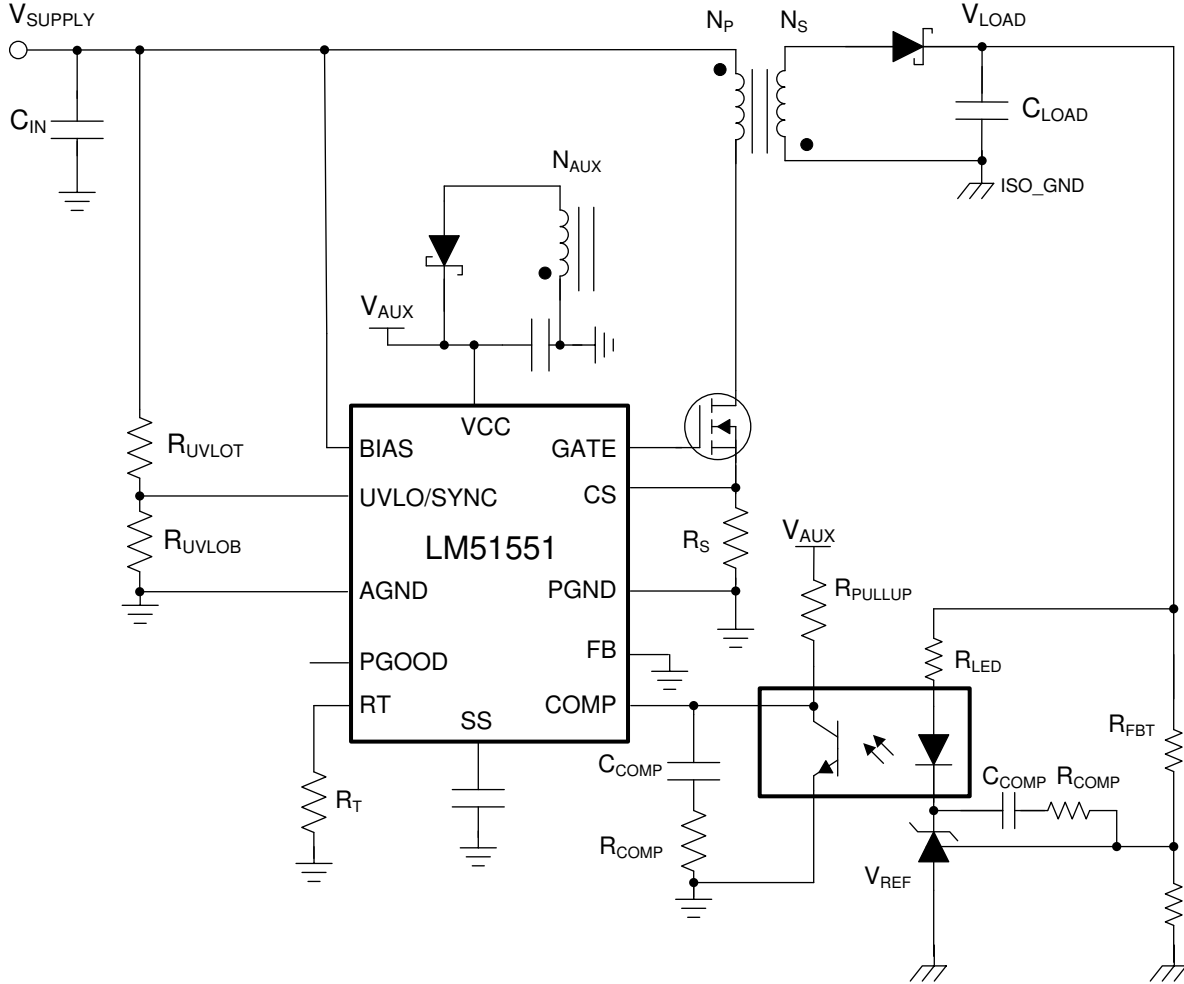 VSUPPLY
NP
NS
VLOAD
CIN
CLOAD
NAUX
ISO_GND
VAUX
VCC
RUVLOT
BIAS
GATE
UVLO/SYNC
CS
RUVLOB
LM51551
RS
VAUX
AGND
PGND
RPULLUP
FB
PGOOD
RLED
RT
SS
COMP
RFBT
CCOMP
CCOMP
RCOMP
RT
RCOMP
VREF